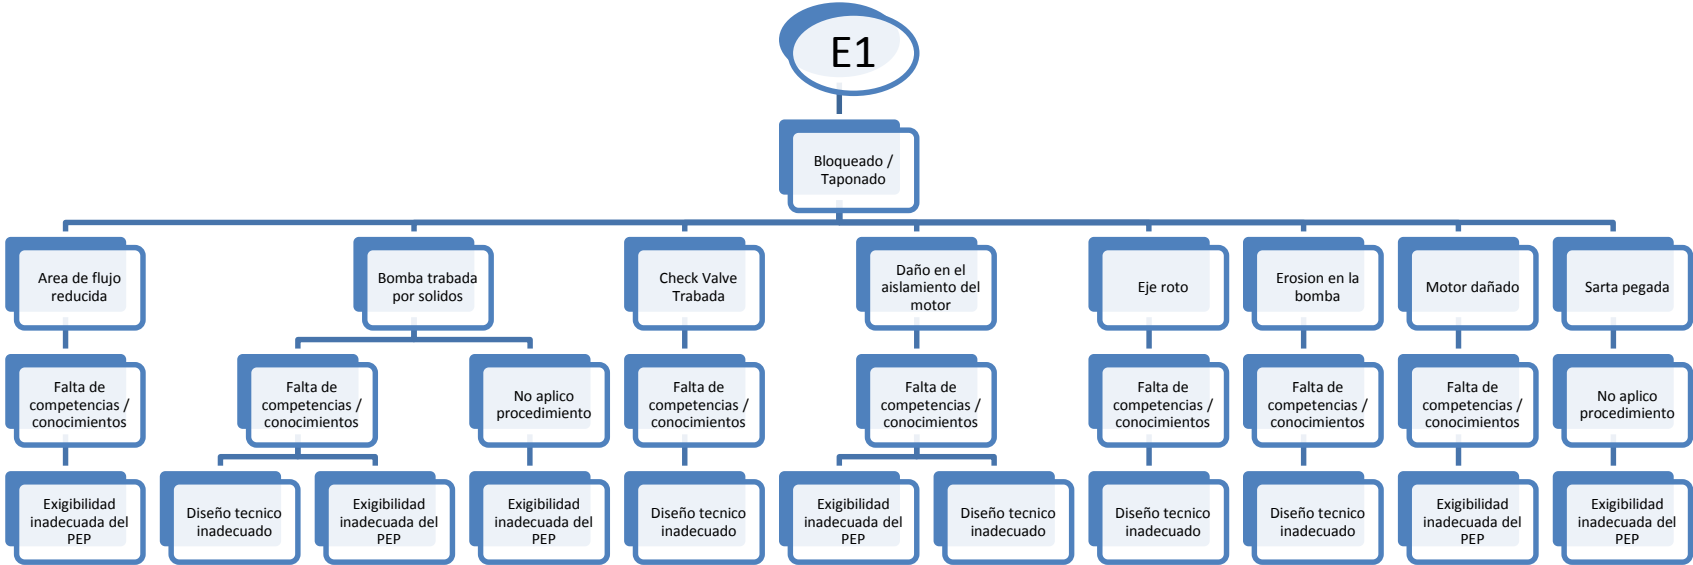 E1
Bloqueado /
Taponado
Area de flujo
reducida
Bomba trabada
por solidos
Check Valve
Trabada
Daño en el
aislamiento del
motor
Eje roto
Erosion en la
bomba
Motor dañado
Sarta pegada
Falta de
competencias /
conocimientos
Falta de
competencias /
conocimientos
No aplico
procedimiento
Falta de
competencias /
conocimientos
Falta de
competencias /
conocimientos
Falta de
competencias /
conocimientos
Falta de
competencias /
conocimientos
Falta de
competencias /
conocimientos
No aplico
procedimiento
Exigibilidad
inadecuada del
PEP
Diseño tecnico
inadecuado
Exigibilidad
inadecuada del
PEP
Exigibilidad
inadecuada del
PEP
Diseño tecnico
inadecuado
Exigibilidad
inadecuada del
PEP
Diseño tecnico
inadecuado
Diseño tecnico
inadecuado
Diseño tecnico
inadecuado
Exigibilidad
inadecuada del
PEP
Exigibilidad
inadecuada del
PEP